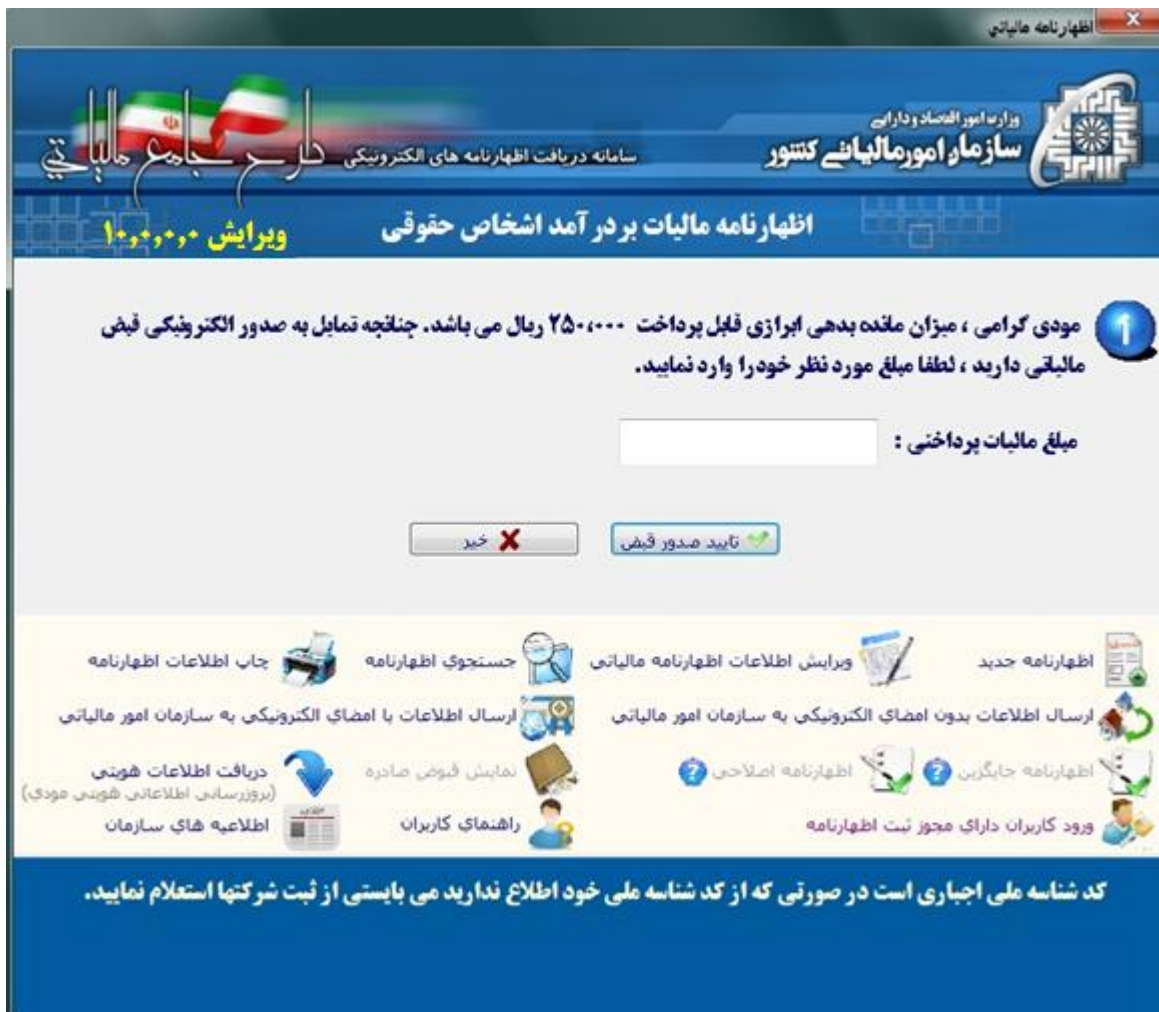 اظهارنامه مالیاتی
وزارت امور اقتصاد و دارایی
سازمان امور مالیاتی کشور
سامانه دریافت اظهارنامه های الکترونیکی
طرح جامع مالیاتی
اظهارنامه مالیات بر درآمد اشخاص حقوقی
ویرایش ۱۰,۰,۰,۰
مودی گرامی ، میزان مانده بدهی ابرازی قابل پرداخت ۲۵۰،۰۰۰ ریال می باشد. چنانچه تمایل به صدور الکترونیکی قبض
مالیاتی دارید ، لطفا مبلغ مورد نظر خود را وارد نمایید.
مبلغ مالیات پرداختی :
تایید صدور قبض
خیر
اظهارنامه جدید
ویرایش اطلاعات اظهارنامه مالیاتی
جستجوی اظهارنامه
چاپ اطلاعات اظهارنامه
ارسال اطلاعات بدون امضای الکترونیکی به سازمان امور مالیاتی
ارسال اطلاعات با امضای الکترونیکی به سازمان امور مالیاتی
اظهارنامه جایگزین
اظهارنامه اصلاحی
نمایش قبوض صادره
دریافت اطلاعات هویتی
(بروزرسانی اطلاعاتی هویتی مودی)
ورود کاربران دارای مجوز ثبت اظهارنامه
راهنمای کاربران
اطلاعیه های سازمان
کد شناسه ملی اجباری است در صورتی که از کد شناسه ملی خود اطلاع ندارید می بایستی از ثبت شرکتها استعلام نمایید.